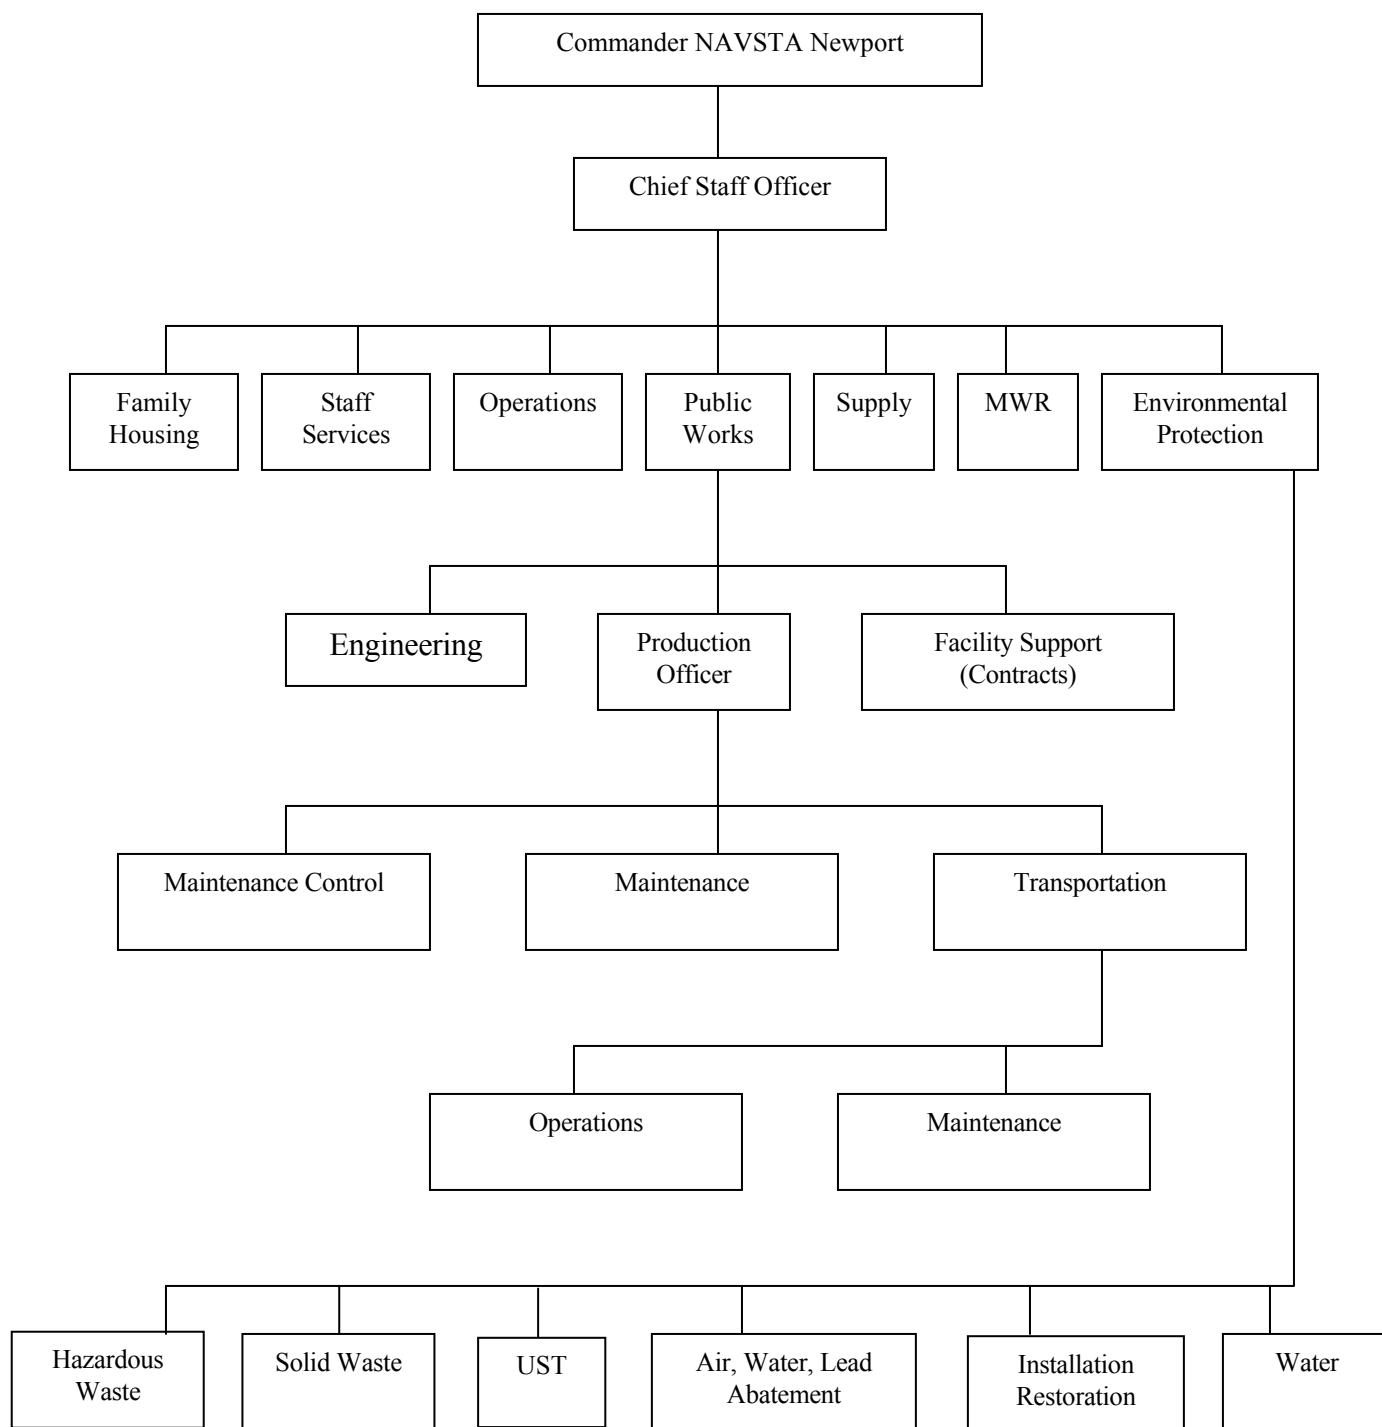 Commander NAVSTA Newport
Chief Staff Officer
Family
Housing
Staff
Services
Operations
Public
Works
Supply
MWR
Environmental
Protection
Engineering
Production
Officer
Facility Support
(Contracts)
Maintenance Control
Maintenance
Transportation
Operations
Maintenance
Hazardous
Waste
Solid Waste
UST
Air, Water, Lead
Abatement
Installation
Restoration
Water